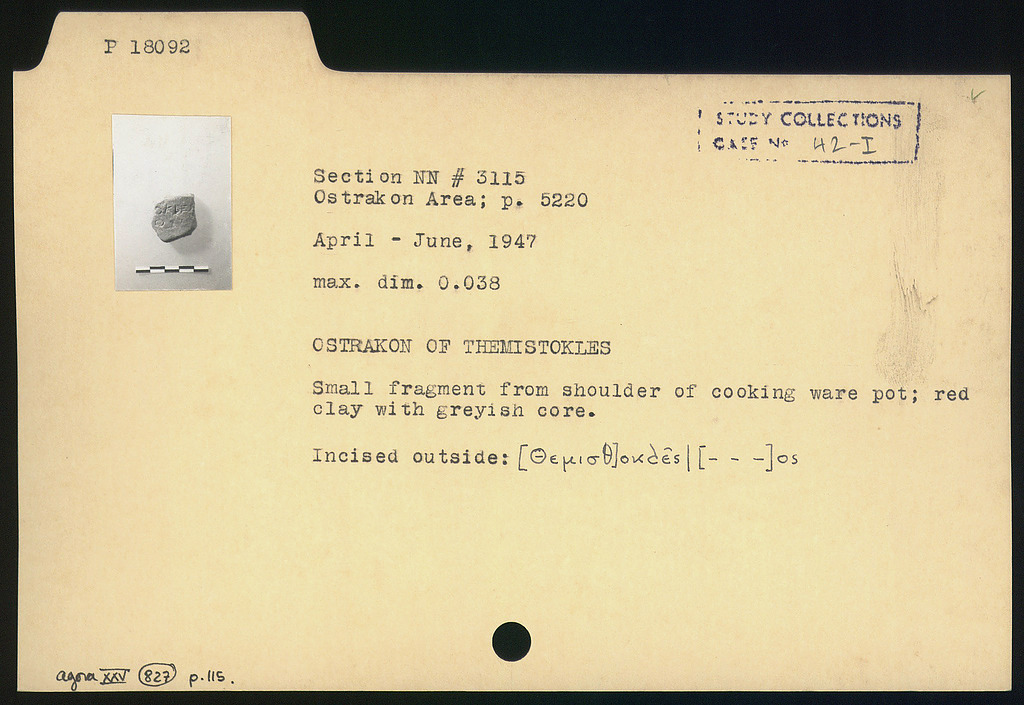 P 18092
STUDY COLLECTIONS
CASE No 42-I
Section NN # 3115
Ostrakon Area; p. 5220
April - June, 1947
max. dim. 0.038
OSTRAKON OF THEMISTOKLES
Small fragment from shoulder of cooking ware pot; red
clay with greyish core.
Incised outside: [Θεμισθ]οκλε̂ς|[- - -]ος
agora XXV 827 p.115.